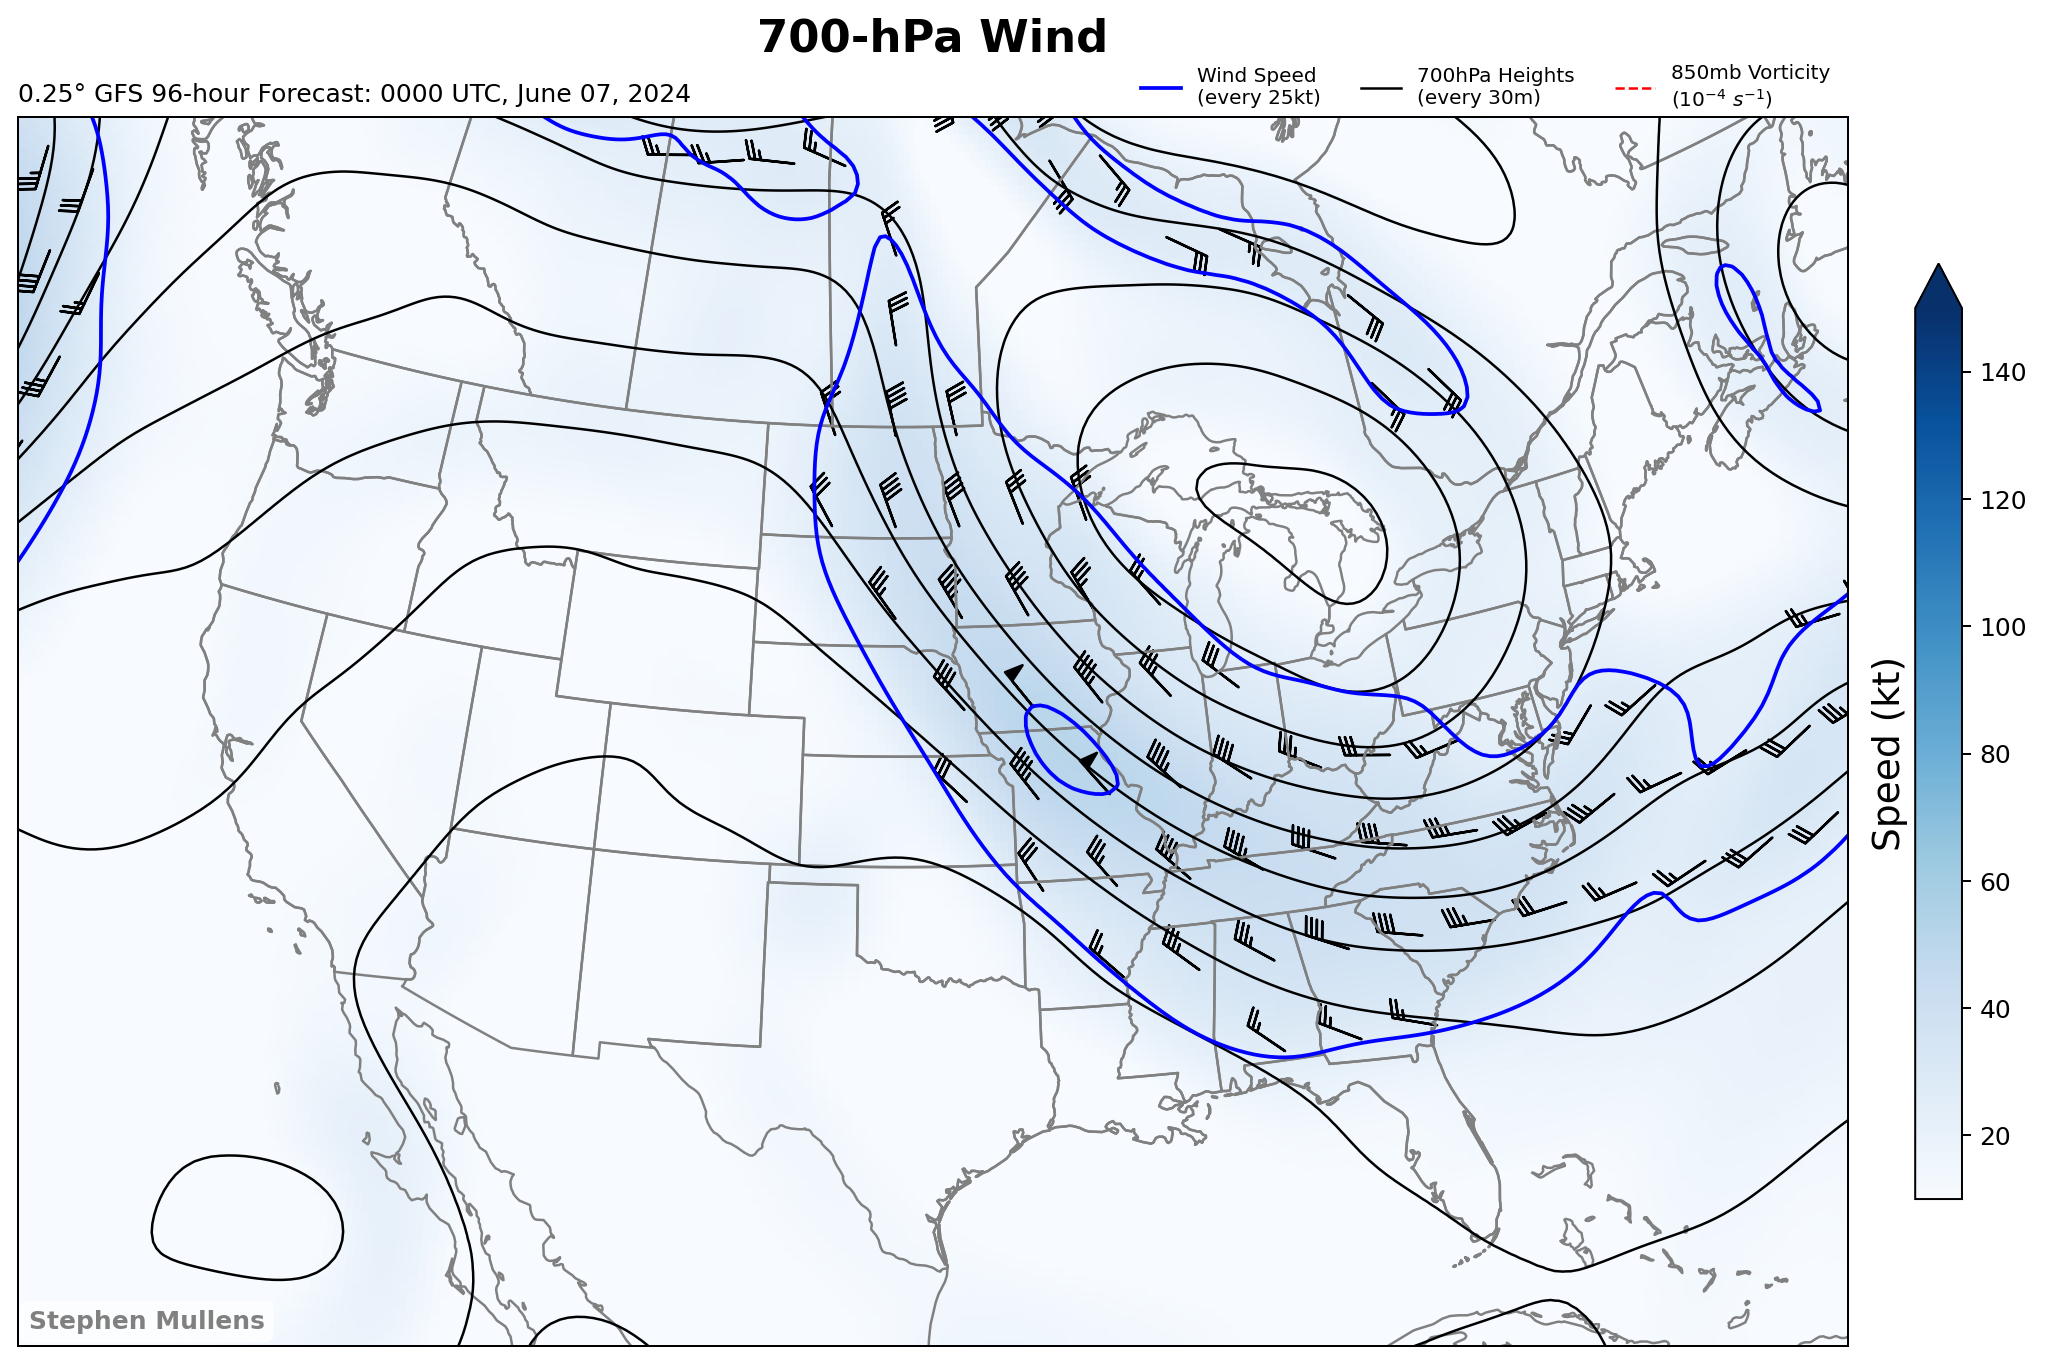 700-hPa Wind
0.25° GFS 96-hour Forecast: 0000 UTC, June 07, 2024
Wind Speed
(every 25kt)
700hPa Heights
(every 30m)
850mb Vorticity
(10⁻⁴ s⁻¹)
140
120
100
80
60
40
20
Speed (kt)
Stephen Mullens